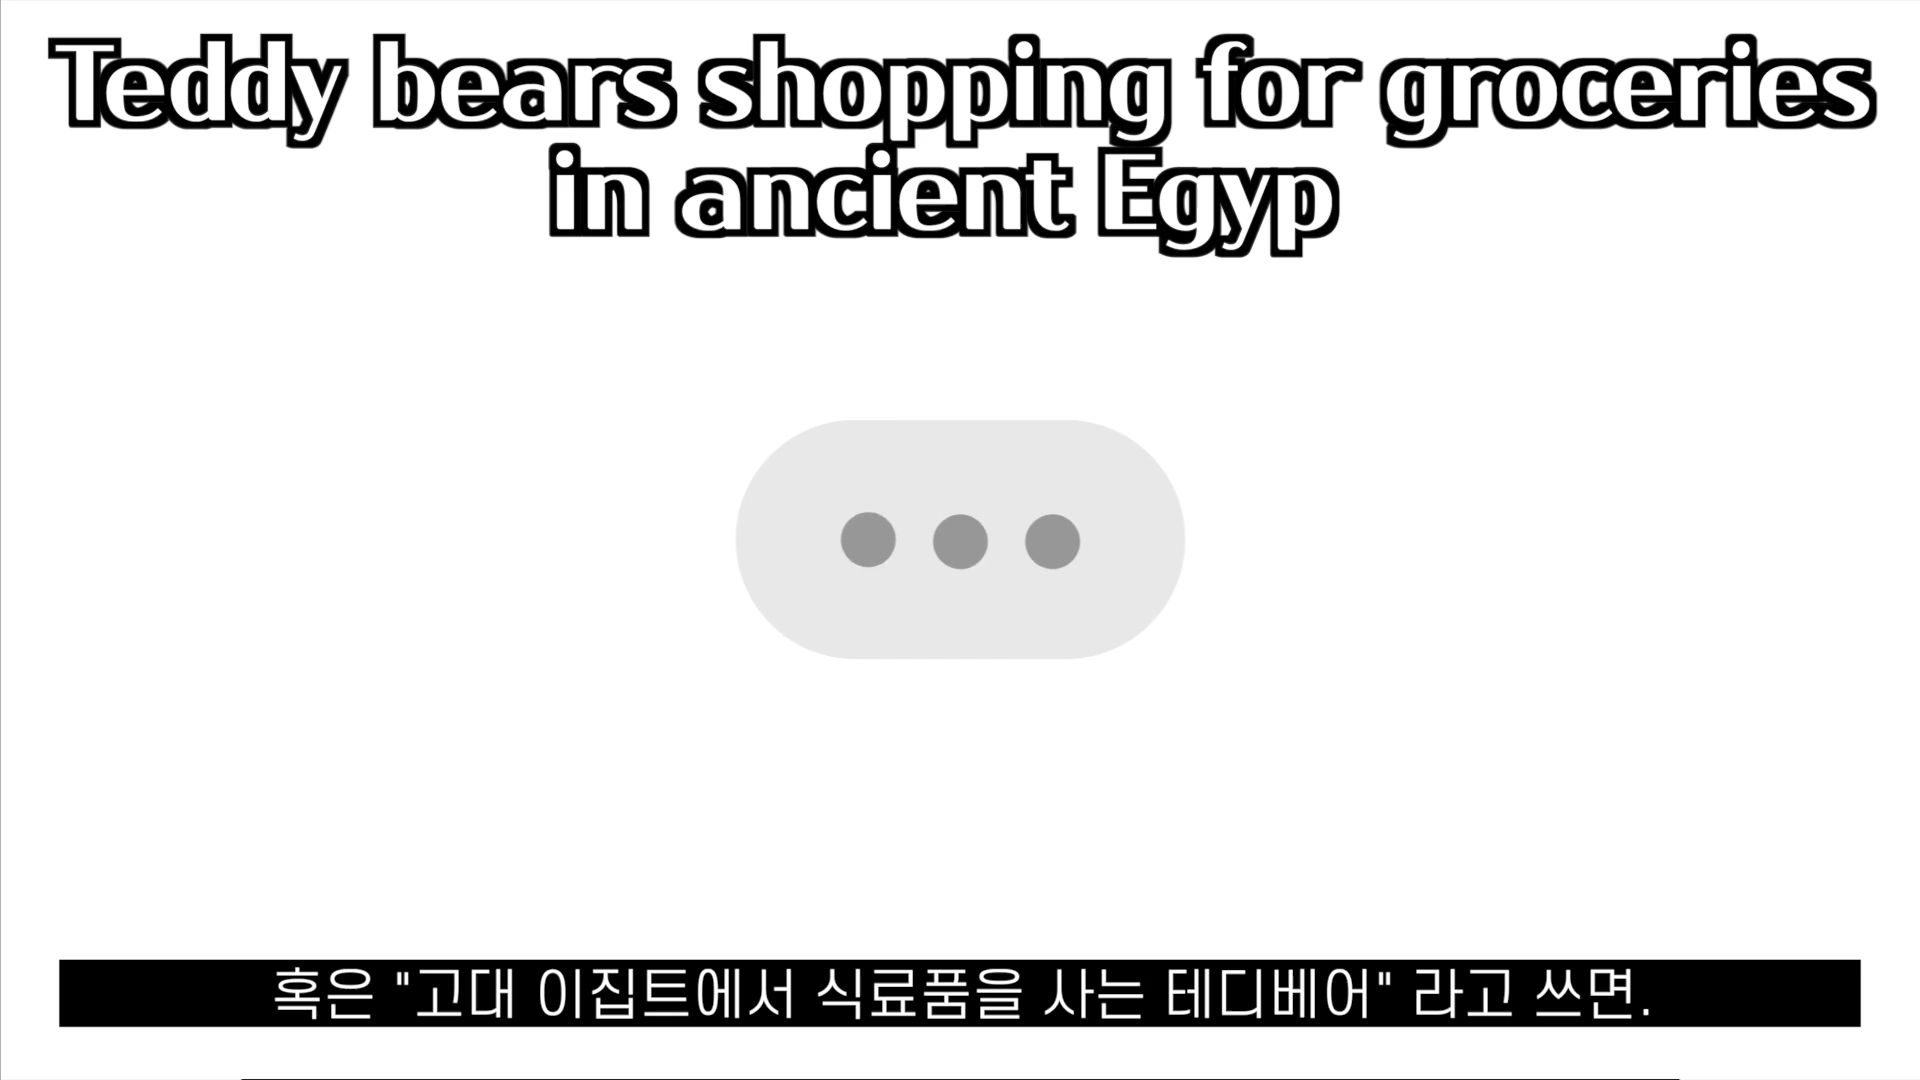 Teddy bears shopping for groceries
in ancient Egyp
혹은 "고대 이집트에서 식료품을 사는 테디베어" 라고 쓰면.